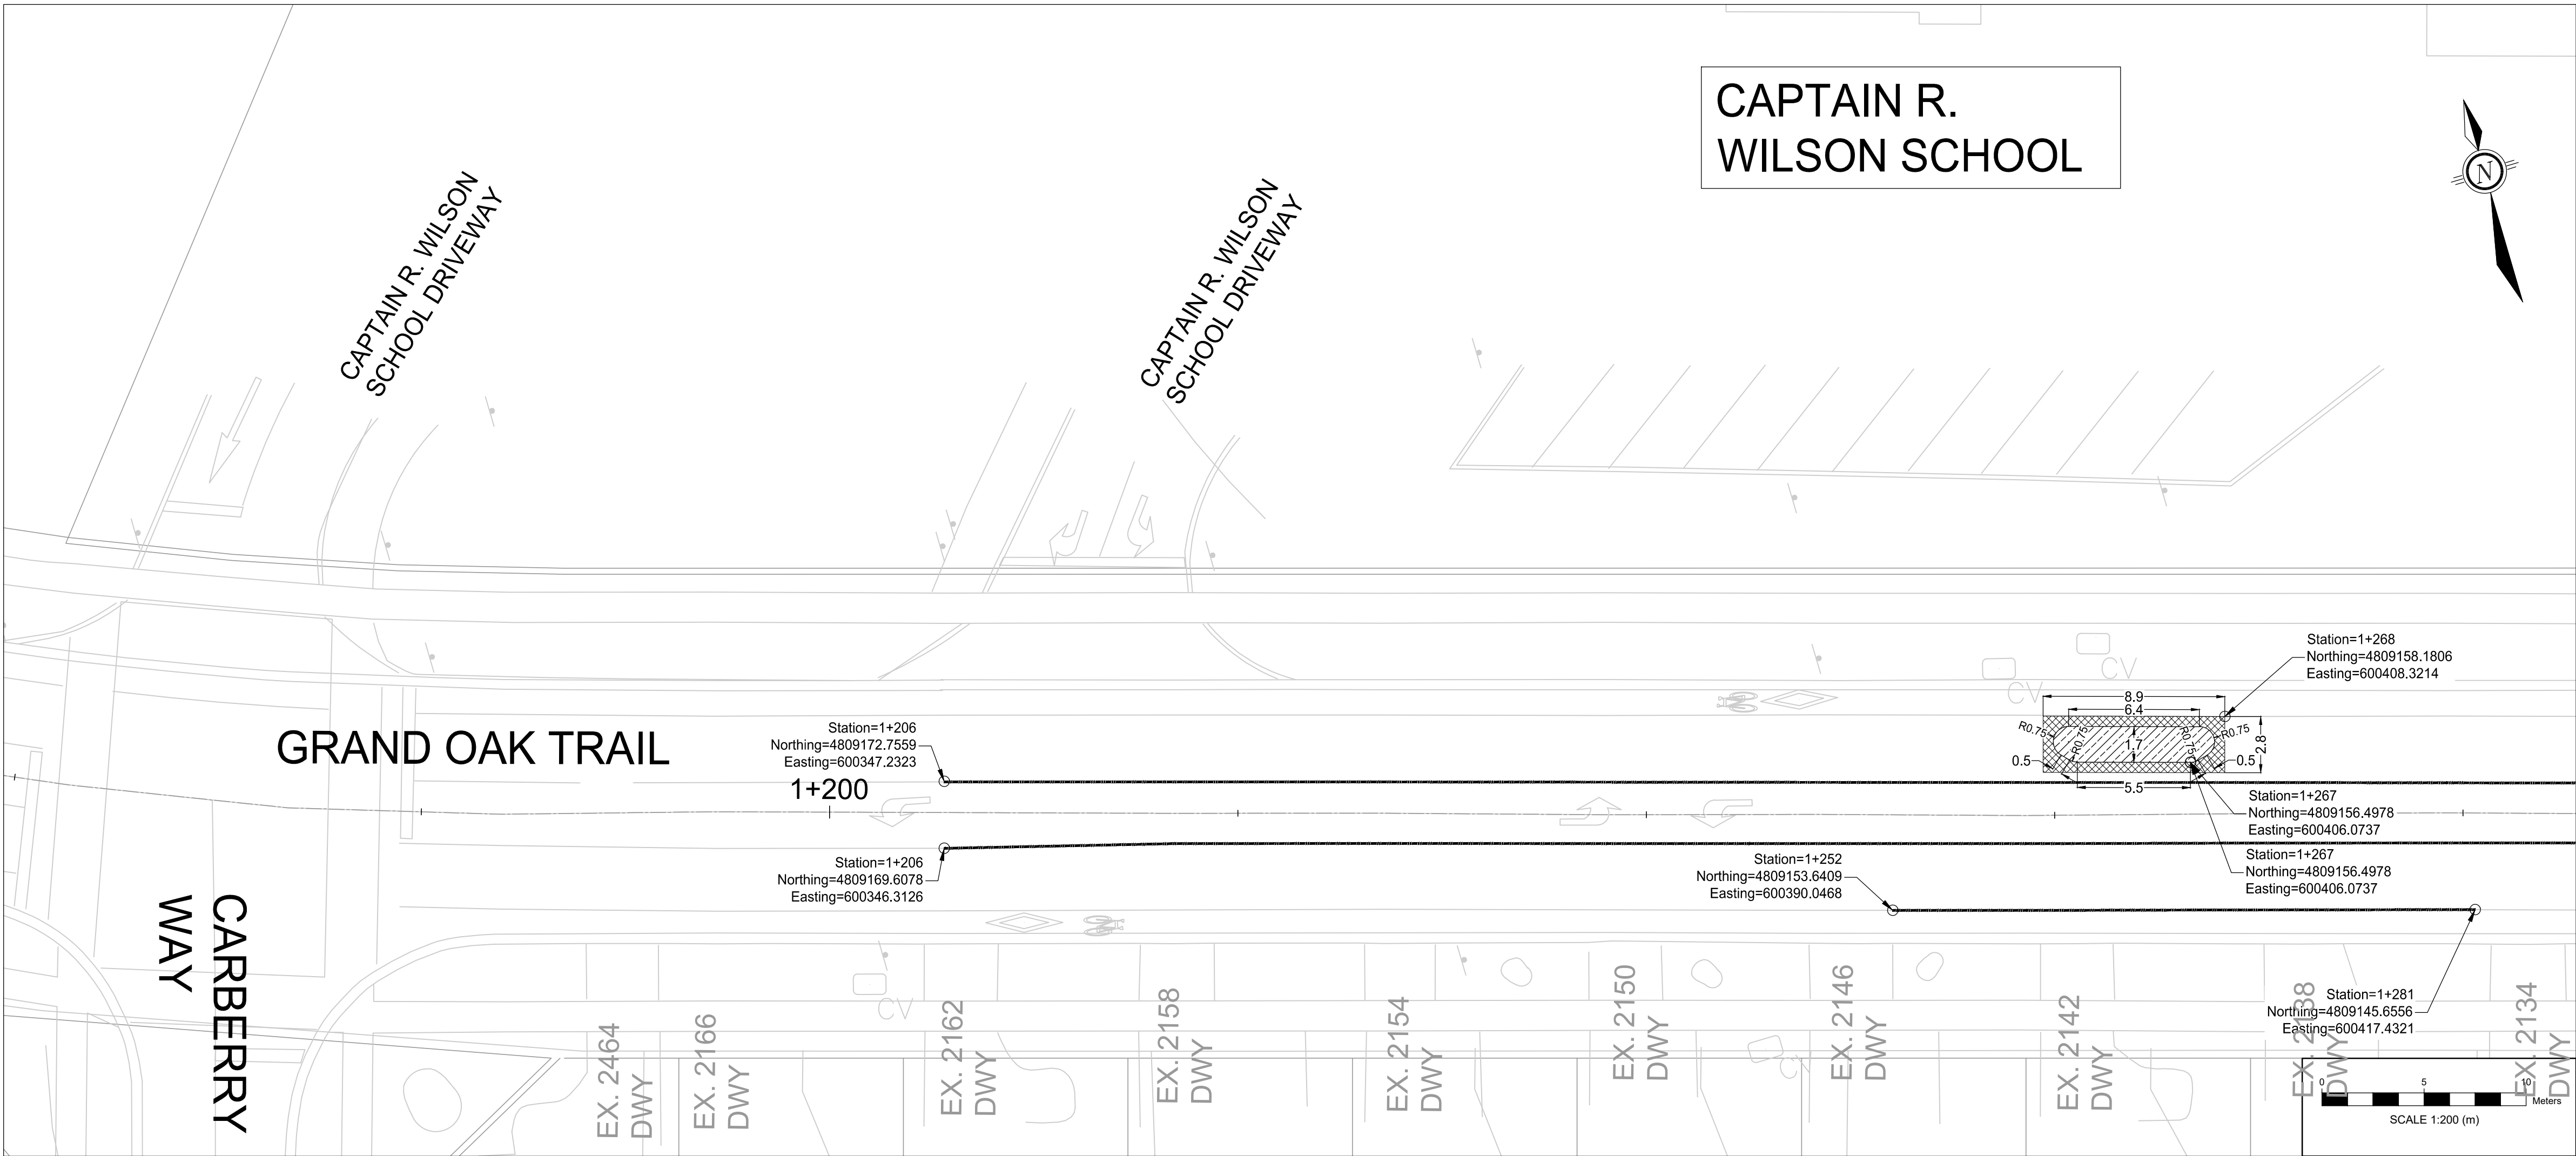 CAPTAIN R.
WILSON SCHOOL
N
CAPTAIN R. WILSON
SCHOOL DRIVEWAY
CAPTAIN R. WILSON
SCHOOL DRIVEWAY
Station=1+268
Northing=4809158.1806
Easting=600408.3214
CV
CV
8.9
6.4
R0.75
R0.75
1.7
R0.75
R0.75
2.8
0.5
0.5
5.5
GRAND OAK TRAIL
Station=1+206
Northing=4809172.7559
Easting=600347.2323
1+200
Station=1+267
Northing=4809156.4978
Easting=600406.0737
Station=1+206
Northing=4809169.6078
Easting=600346.3126
Station=1+252
Northing=4809153.6409
Easting=600390.0468
Station=1+267
Northing=4809156.4978
Easting=600406.0737
CARBERRY
WAY
CV
CV
Station=1+281
Northing=4809145.6556
Easting=600417.4321
EX. 2464
DWY
EX. 2166
DWY
EX. 2162
DWY
EX. 2158
DWY
EX. 2154
DWY
EX. 2150
DWY
EX. 2146
DWY
EX. 2142
DWY
EX. 2138
DWY
EX. 2134
DWY
0 5 10
Meters
SCALE 1:200 (m)